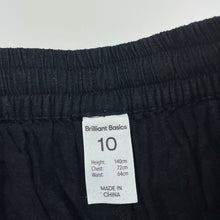 Brilliant Basics
10
Height: 140cm
Chest: 72cm
Waist: 64cm
MADE IN
CHINA